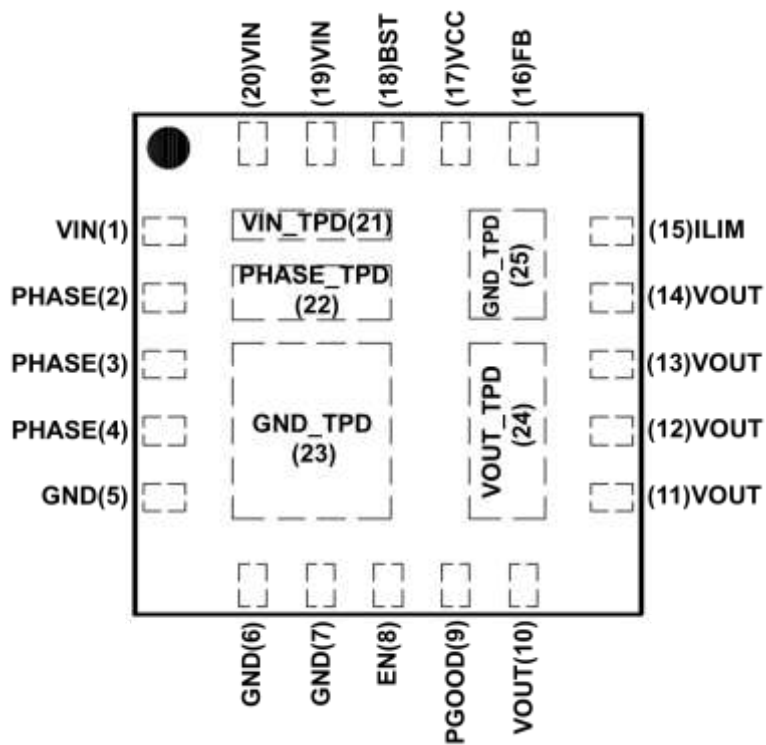 (20)VIN
(19)VIN
(18)BST
(17)VCC
(16)FB
VIN(1)
PHASE(2)
PHASE(3)
PHASE(4)
GND(5)
VIN_TPD(21)
PHASE_TPD
(22)
GND_TPD
(23)
GND_TPD
(25)
VOUT_TPD
(24)
(15)ILIM
(14)VOUT
(13)VOUT
(12)VOUT
(11)VOUT
GND(6)
GND(7)
EN(8)
PGOOD(9)
VOUT(10)